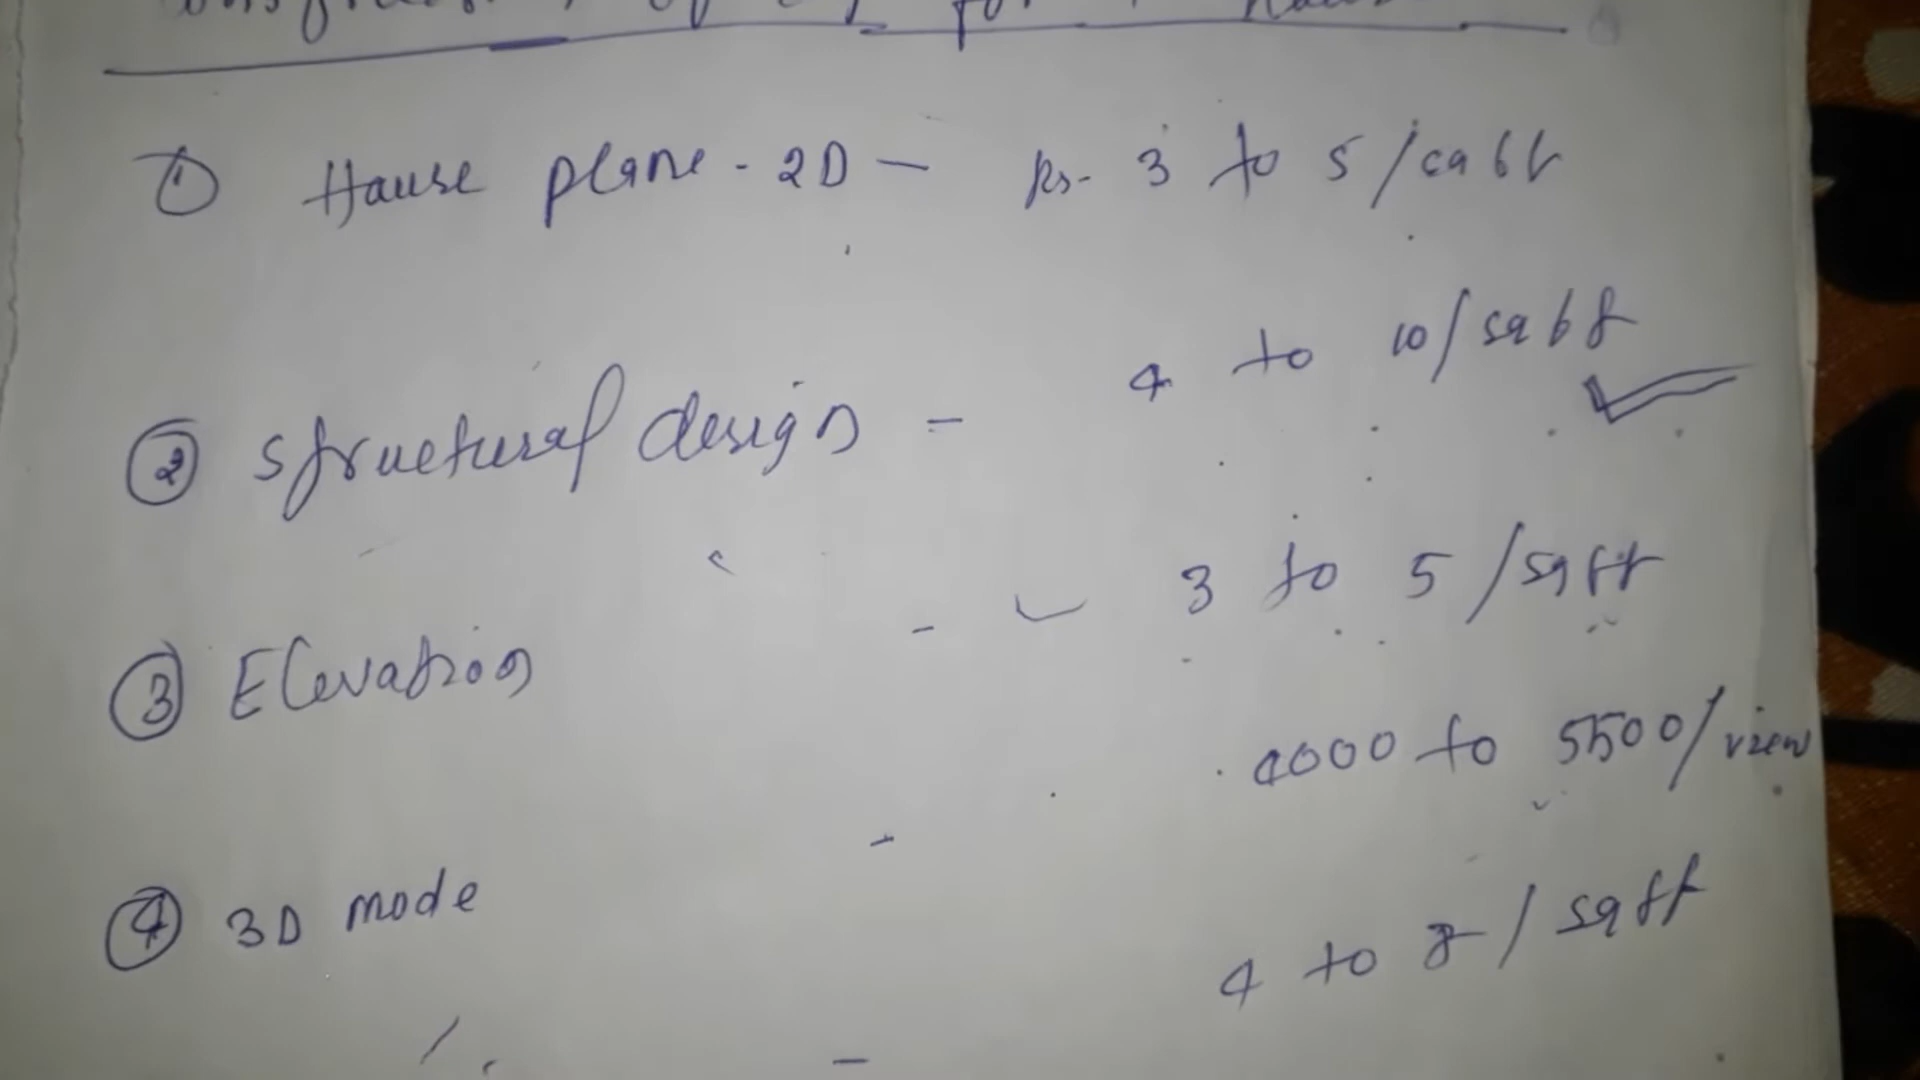 ① Hause plane - 2D - Rs. 3 to 5 / sqft
② Structural design - 4 to 10 / sqft
③ Elevation - 3 to 5 / sqft
④ 3D mode - 4000 to 5500 / view
- 4 to 8 / sqft